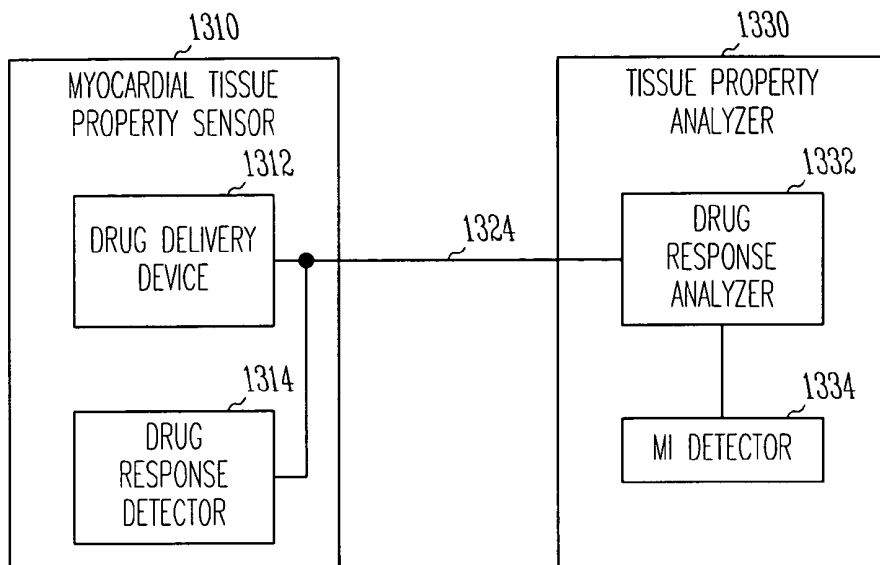 1310
MYOCARDIAL TISSUE
PROPERTY SENSOR
1312
DRUG DELIVERY
DEVICE
1314
DRUG
RESPONSE
DETECTOR
1324
1330
TISSUE PROPERTY
ANALYZER
1332
DRUG
RESPONSE
ANALYZER
1334
MI DETECTOR